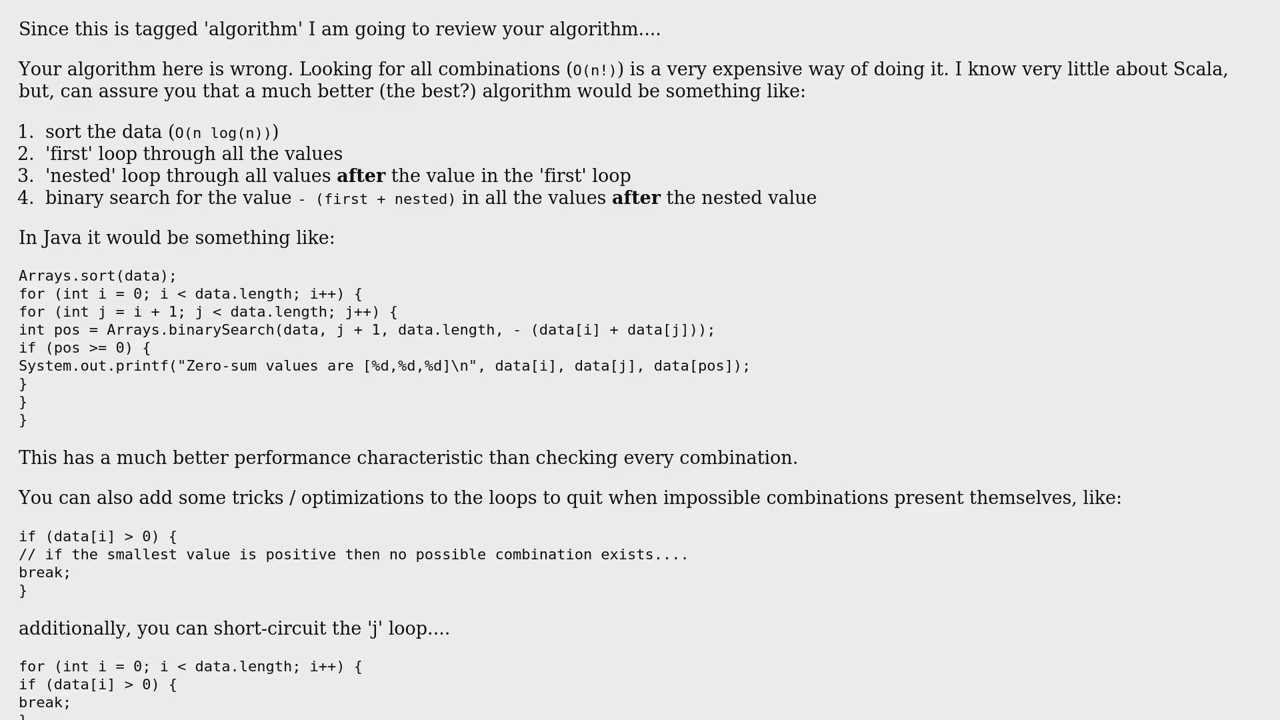 Since this is tagged 'algorithm' I am going to review your algorithm....
Your algorithm here is wrong. Looking for all combinations (O(n!)) is a very expensive way of doing it. I know very little about Scala,
but, can assure you that a much better (the best?) algorithm would be something like:
1. sort the data (O(n log(n)))
2. 'first' loop through all the values
3. 'nested' loop through all values after the value in the 'first' loop
4. binary search for the value - (first + nested) in all the values after the nested value
In Java it would be something like:
Arrays.sort(data);
for (int i = 0; i < data.length; i++) {
for (int j = i + 1; j < data.length; j++) {
int pos = Arrays.binarySearch(data, j + 1, data.length, - (data[i] + data[j]));
if (pos >= 0) {
System.out.printf("Zero-sum values are [%d,%d,%d]\n", data[i], data[j], data[pos]);
}
}
}
This has a much better performance characteristic than checking every combination.
You can also add some tricks / optimizations to the loops to quit when impossible combinations present themselves, like:
if (data[i] > 0) {
// if the smallest value is positive then no possible combination exists....
break;
}
additionally, you can short-circuit the 'j' loop....
for (int i = 0; i < data.length; i++) {
if (data[i] > 0) {
break;
}